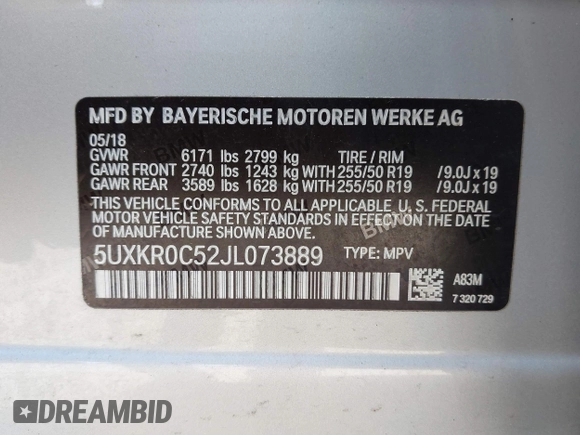 MFD BY BAYERISCHE MOTOREN WERKE AG
05/18
GVWR 6171 lbs 2799 kg TIRE / RIM
GAWR FRONT 2740 lbs 1243 kg WITH 255/50 R19 /9.0J x 19
GAWR REAR 3589 lbs 1628 kg WITH 255/50 R19 /9.0J x 19
THIS VEHICLE CONFORMS TO ALL APPLICABLE U. S. FEDERAL
MOTOR VEHICLE SAFETY STANDARDS IN EFFECT ON THE DATE
OF MANUFACTURE SHOWN ABOVE.
5UXKR0C52JL073889 TYPE: MPV
A83M
7 320 729
DREAMBID